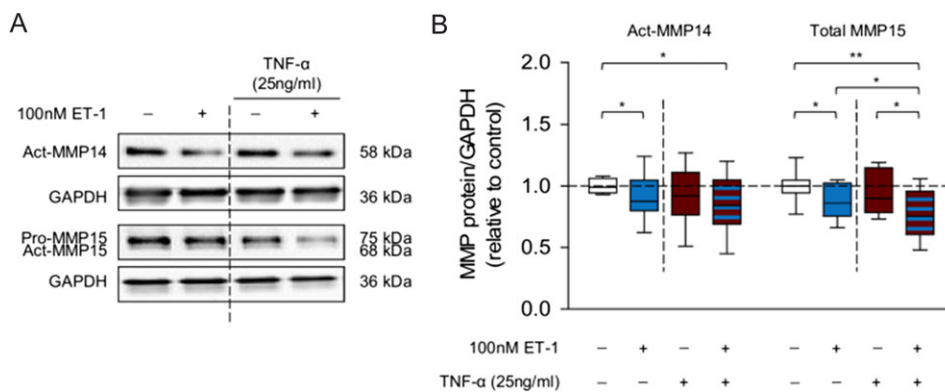 A
TNF-α
(25ng/ml)
100nM ET-1 – + – +
Act-MMP14 58 kDa
GAPDH 36 kDa
Pro-MMP15 75 kDa
Act-MMP15 68 kDa
GAPDH 36 kDa
B
Act-MMP14 Total MMP15
* **
*
* * *
MMP protein/GAPDH
(relative to control)
2.0
1.5
1.0
0.5
0.0
100nM ET-1 – + – + – + – +
TNF-α (25ng/ml) – – + + – – + +